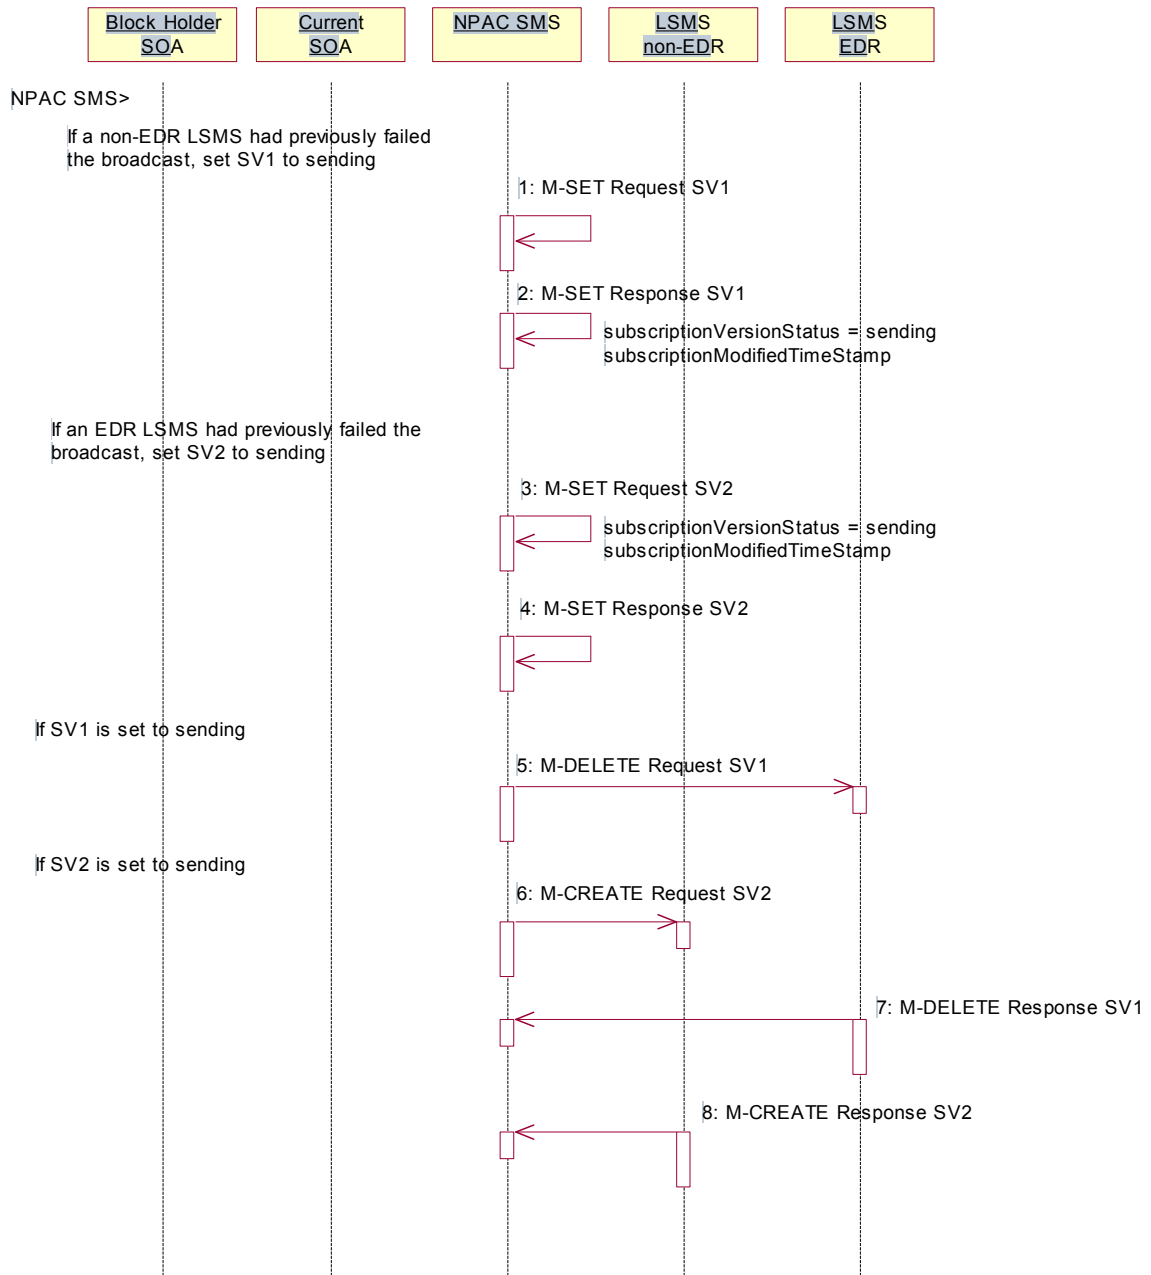 Block Holder
SOA
Current
SOA
NPAC SMS
LSMS
non-EDR
LSMS
EDR
NPAC SMS>
If a non-EDR LSMS had previously failed
the broadcast, set SV1 to sending
1: M-SET Request SV1
2: M-SET Response SV1
subscriptionVersionStatus = sending
subscriptionModifiedTimeStamp
If an EDR LSMS had previously failed the
broadcast, set SV2 to sending
3: M-SET Request SV2
subscriptionVersionStatus = sending
subscriptionModifiedTimeStamp
4: M-SET Response SV2
If SV1 is set to sending
5: M-DELETE Request SV1
If SV2 is set to sending
6: M-CREATE Request SV2
7: M-DELETE Response SV1
8: M-CREATE Response SV2